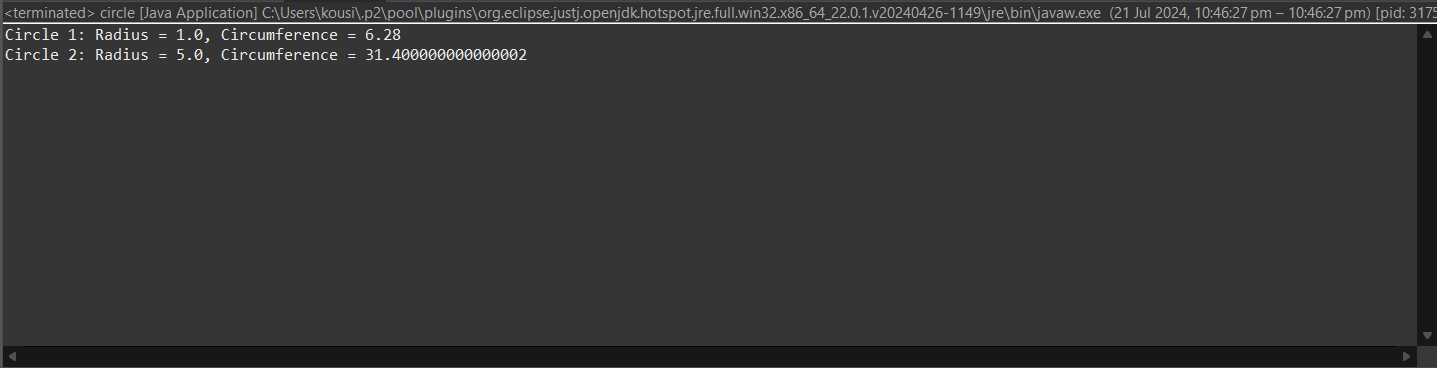 <terminated> circle [Java Application] C:\Users\kousi\.p2\pool\plugins\org.eclipse.justj.openjdk.hotspot.jre.full.win32.x86_64_22.0.1.v20240426-1149\jre\bin\javaw.exe (21 Jul 2024, 10:46:27 pm – 10:46:27 pm) [pid: 3175
Circle 1: Radius = 1.0, Circumference = 6.28
Circle 2: Radius = 5.0, Circumference = 31.400000000000002